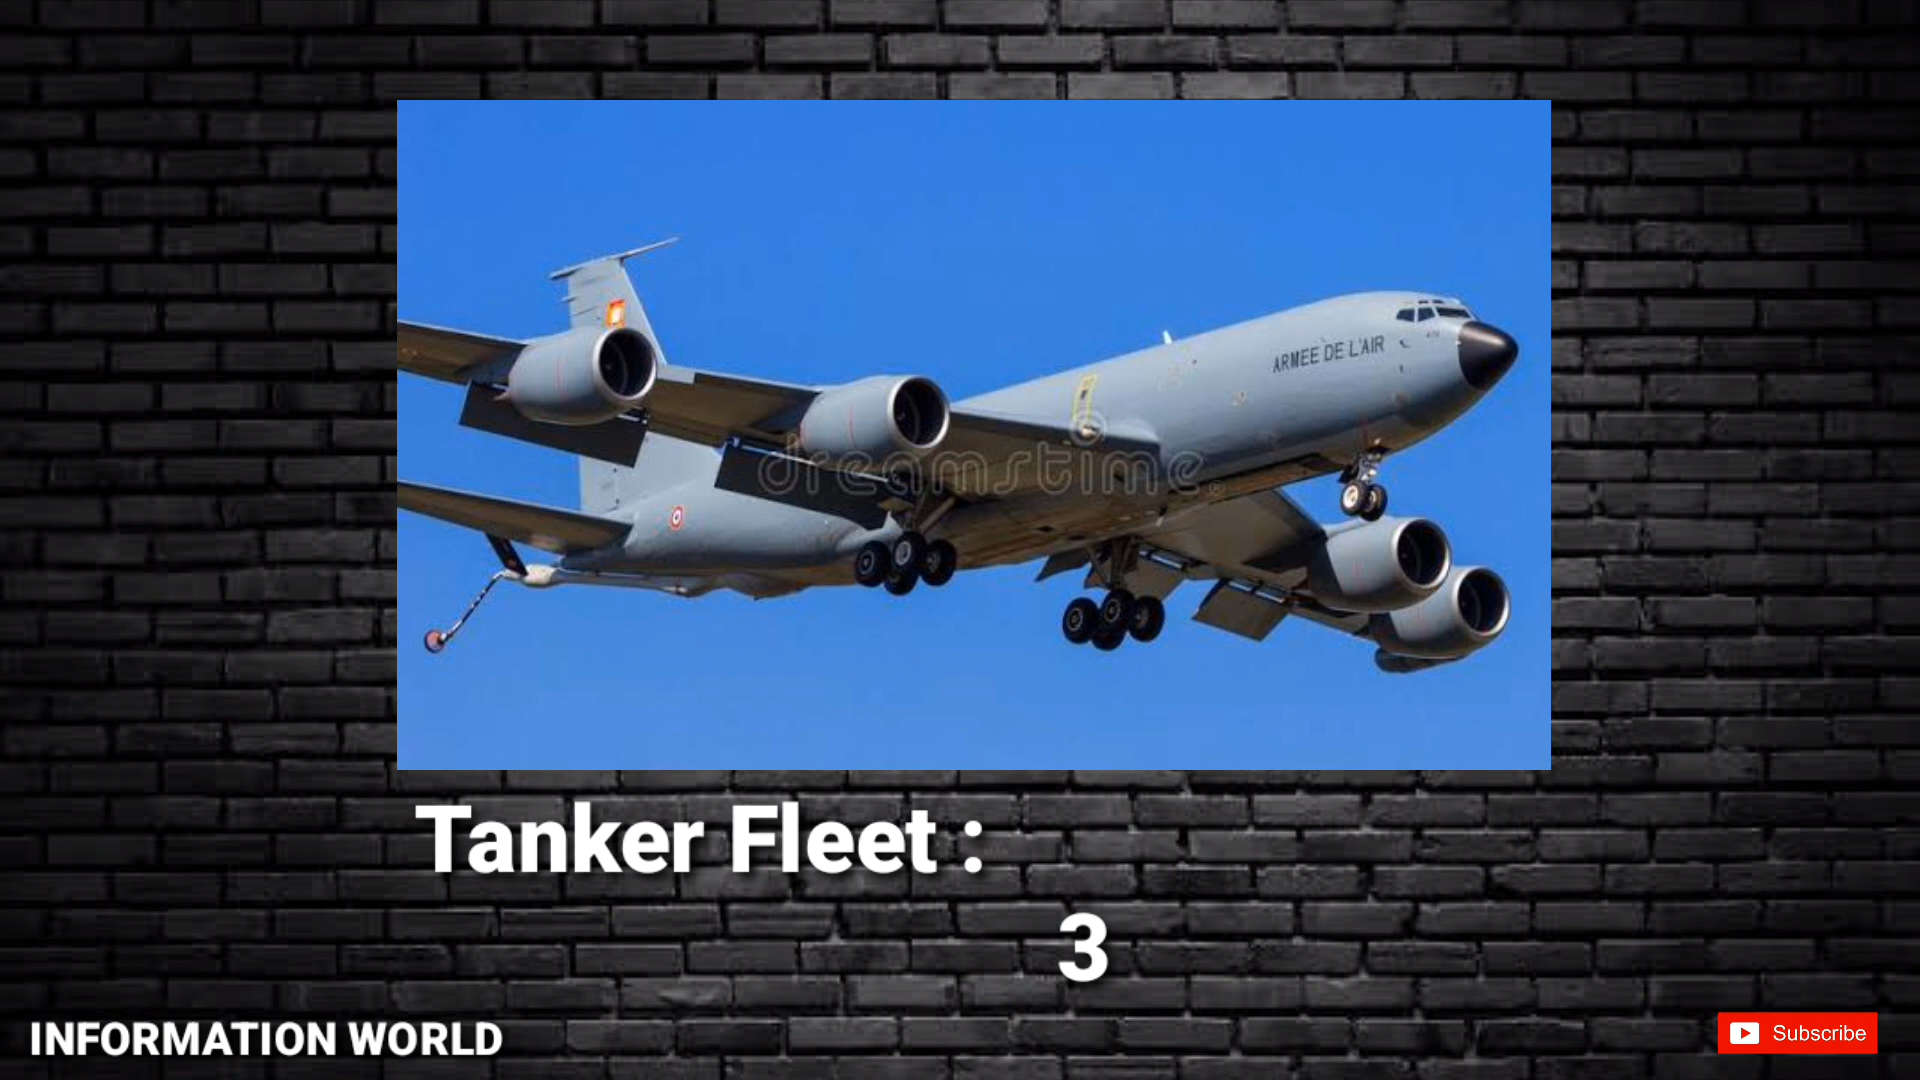 ARMEE DE L'AIR
dreamstime.
Tanker Fleet :
3
INFORMATION WORLD
Subscribe